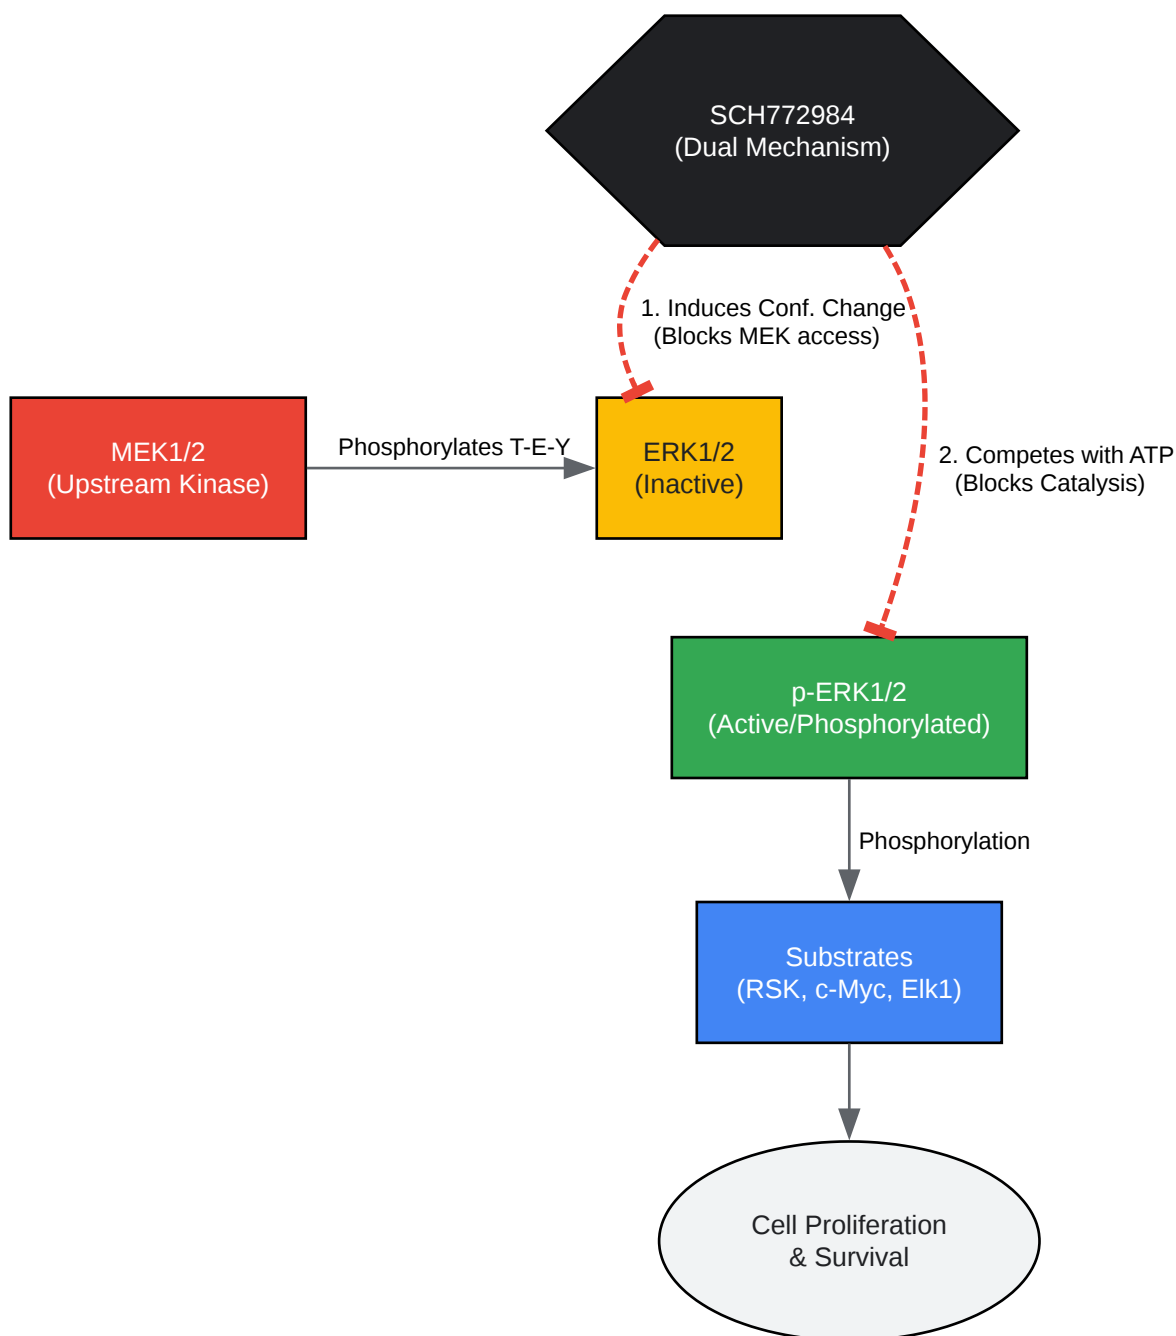 SCH772984
(Dual Mechanism)
1. Induces Conf. Change
(Blocks MEK access)
MEK1/2
(Upstream Kinase)
Phosphorylates T-E-Y
ERK1/2
(Inactive)
2. Competes with ATP
(Blocks Catalysis)
p-ERK1/2
(Active/Phosphorylated)
Phosphorylation
Substrates
(RSK, c-Myc, Elk1)
Cell Proliferation
& Survival